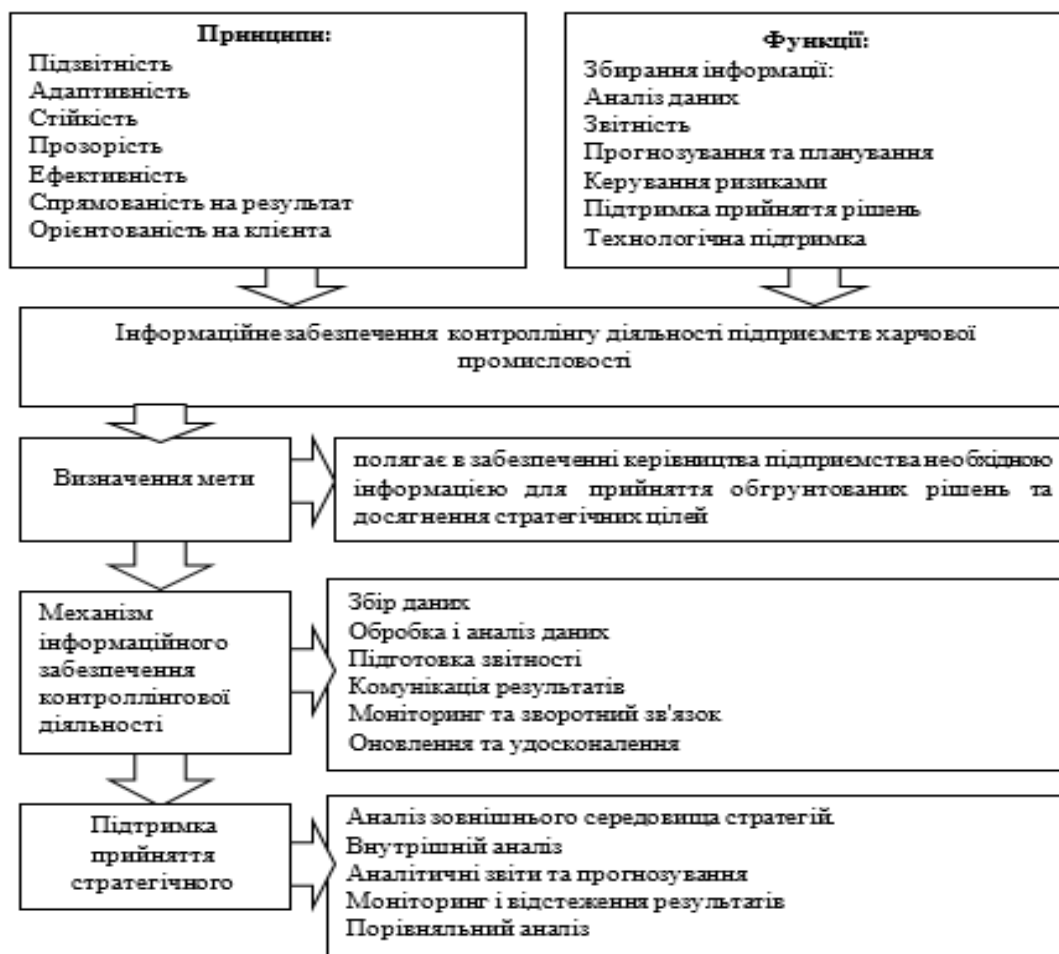 Принципи:
Підзвітність
Адаптивність
Стійкість
Прозорість
Ефективність
Спрямованість на результат
Орієнтованість на клієнта
Функції:
Збирання інформації:
Аналіз даних
Звітність
Прогнозування та планування
Керування ризиками
Підтримка прийняття рішень
Технологічна підтримка
Інформаційне забезпечення контроллінгу діяльності підприємств харчової
промисловості
Визначення мети
полягає в забезпеченні керівництва підприємства необхідною
інформацією для прийняття обгрунтованих рішень та
досягнення стратегічних цілей
Механізм
інформаційного
забезпечення
контроллінгової
діяльності
Збір даних
Обробка і аналіз даних
Підготовка звітності
Комунікація результатів
Моніторинг та зворотний зв'язок
Оновлення та удосконалення
Підтримка
прийняття
стратегічного
Аналіз зовнішнього середовища стратегій.
Внутрішній аналіз
Аналітичні звіти та прогнозування
Моніторинг і відстеження результатів
Порівняльний аналіз